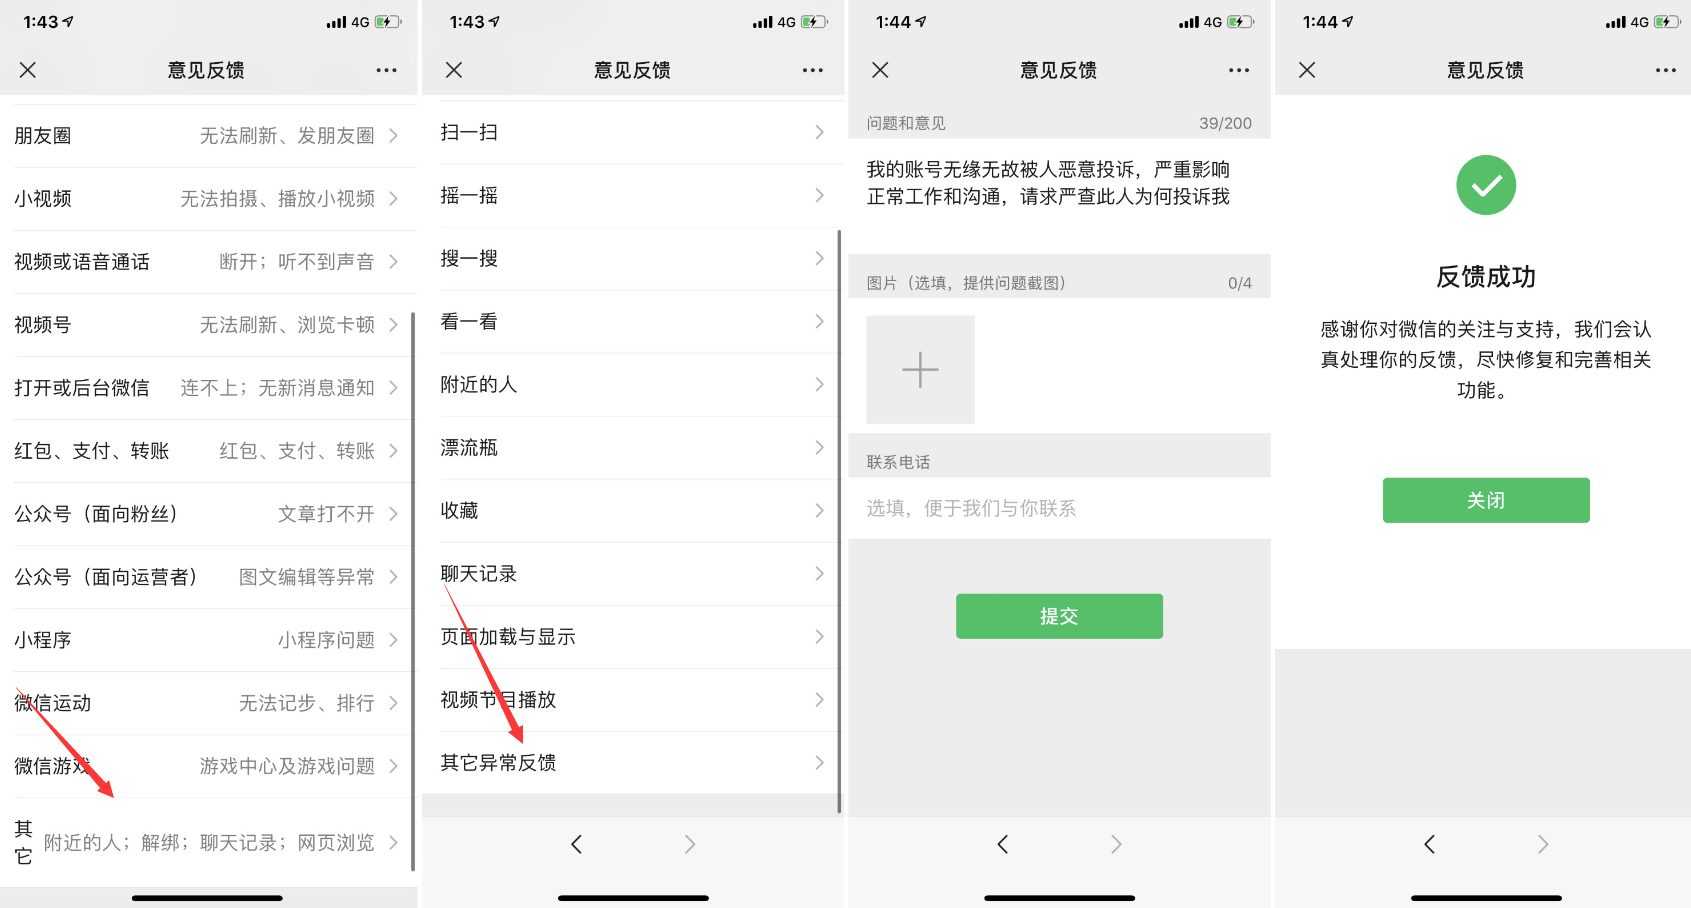 1:43
4G
意见反馈
朋友圈 无法刷新、发朋友圈
小视频 无法拍摄、播放小视频
视频或语音通话 断开；听不到声音
视频号 无法刷新、浏览卡顿
打开或后台微信 连不上；无新消息通知
红包、支付、转账 红包、支付、转账
公众号（面向粉丝） 文章打不开
公众号（面向运营者） 图文编辑等异常
小程序 小程序问题
微信运动 无法记步、排行
微信游戏 游戏中心及游戏问题
其它 附近的人；解绑；聊天记录；网页浏览
1:43
4G
意见反馈
扫一扫
摇一摇
搜一搜
看一看
附近的人
漂流瓶
收藏
聊天记录
页面加载与显示
视频节目播放
其它异常反馈
1:44
4G
意见反馈
问题和意见 39/200
我的账号无缘无故被人恶意投诉，严重影响
正常工作和沟通，请求严查此人为何投诉我
图片（选填，提供问题截图） 0/4
联系电话
选填，便于我们与你联系
提交
1:44
4G
意见反馈
反馈成功
感谢你对微信的关注与支持，我们会认
真处理你的反馈，尽快修复和完善相关
功能。
关闭